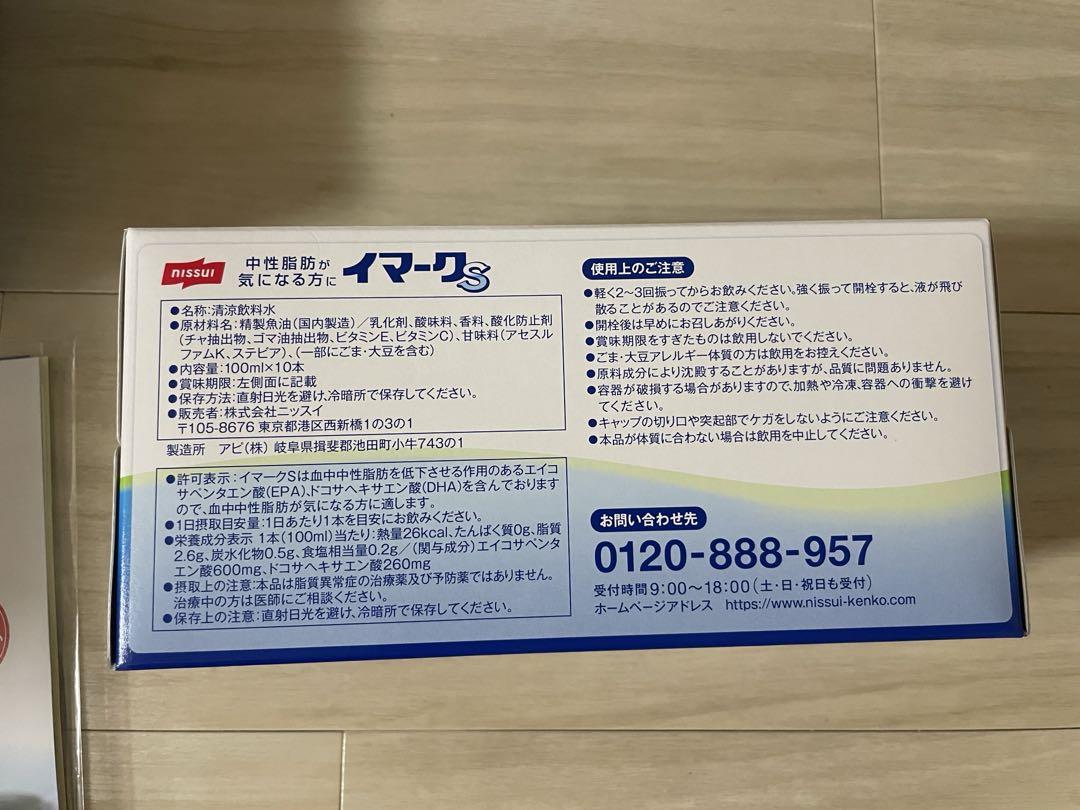 nissui
中性脂肪が
気になる方に
イマークS
●名称:清涼飲料水
●原材料名:精製魚油(国内製造)/乳化剤、酸味料、香料、酸化防止剤
(チャ抽出物、ゴマ油抽出物、ビタミンE、ビタミンC)、甘味料(アセスル
ファムK、ステビア)、(一部にごま・大豆を含む)
●内容量:100ml×10本
●賞味期限:左側面に記載
●保存方法:直射日光を避け、冷暗所で保存してください。
●販売者:株式会社ニッスイ
〒105-8676 東京都港区西新橋1の3の1
製造所 アピ(株) 岐阜県揖斐郡池田町小牛743の1
●許可表示:イマークSは血中中性脂肪を低下させる作用のあるエイコ
サペンタエン酸(EPA)、ドコサヘキサエン酸(DHA)を含んでおります
ので、血中中性脂肪が気になる方に適します。
●1日摂取目安量:1日あたり1本を目安にお飲みください。
●栄養成分表示 1本(100ml)当たり:熱量26kcal、たんぱく質0g、脂質
2.6g、炭水化物0.5g、食塩相当量0.2g/(関与成分)エイコサペンタ
エン酸600mg、ドコサヘキサエン酸260mg
●摂取上の注意:本品は脂質異常症の治療薬及び予防薬ではありません。
治療中の方は医師にご相談ください。
●保存上の注意:直射日光を避け、冷暗所で保存してください。
使用上のご注意
●軽く2〜3回振ってからお飲みください。強く振って開栓すると、液が飛び
散ることがあるのでご注意ください。
●開栓後は早めにお召しあがりください。
●賞味期限をすぎたものは飲用しないでください。
●ごま・大豆アレルギー体質の方は飲用をお控えください。
●原料成分により沈殿することがありますが、品質に問題ありません。
●容器が破損する場合がありますので、加熱や冷凍、容器への衝撃を避け
てください。
●キャップの切り口や突起部でケガをしないようにご注意ください。
●本品が体質に合わない場合は飲用を中止してください。
お問い合わせ先
0120-888-957
受付時間9:00〜18:00(土・日・祝日も受付)
ホームページアドレス https://www.nissui-kenko.com